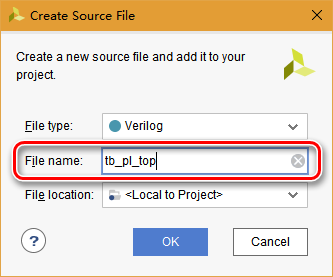 Create Source File
Create a new source file and add it to your
project.
File type: Verilog
File name: tb_pl_top
File location: <Local to Project>
?
OK Cancel